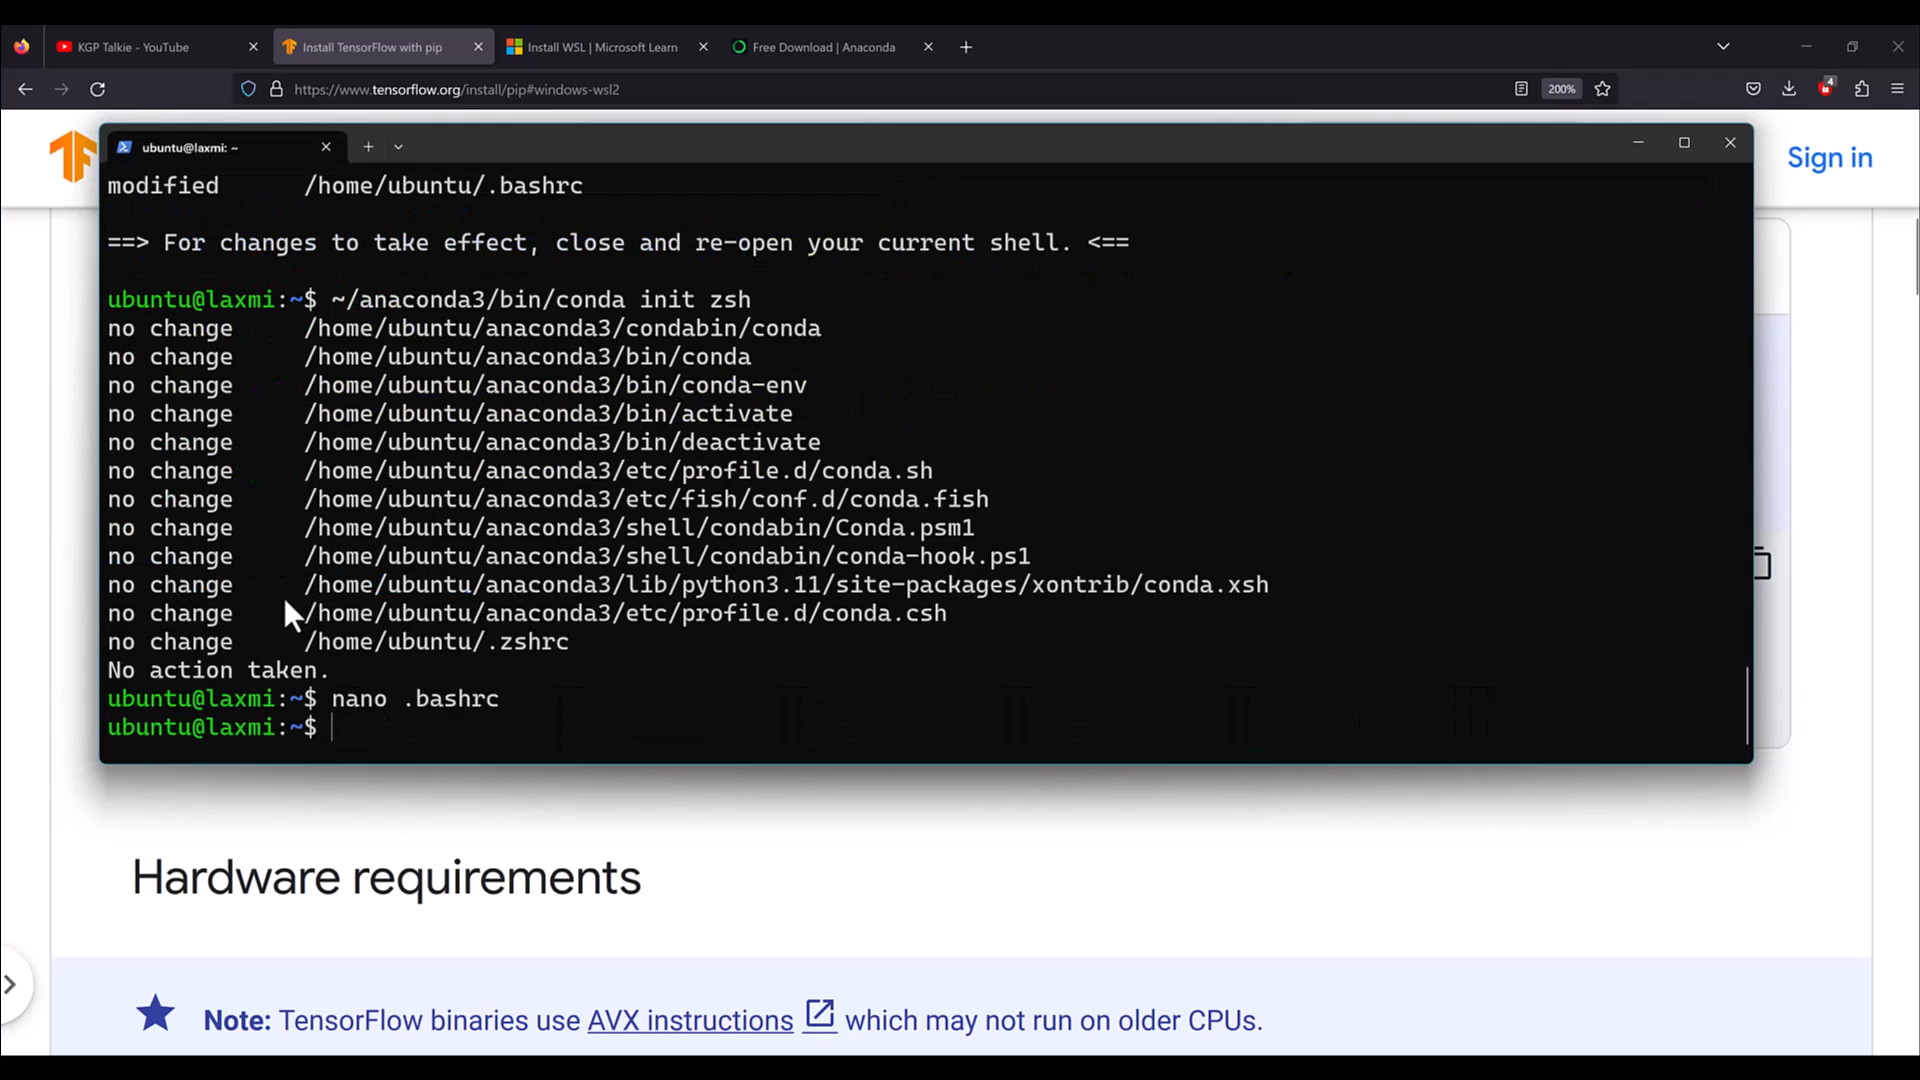 KGP Talkie - YouTube
Install TensorFlow with pip
Install WSL | Microsoft Learn
Free Download | Anaconda
https://www.tensorflow.org/install/pip#windows-wsl2
200%
4
Sign in
ubuntu@laxmi: ~
modified /home/ubuntu/.bashrc
==> For changes to take effect, close and re-open your current shell. <==
ubuntu@laxmi:~$ ~/anaconda3/bin/conda init zsh
no change /home/ubuntu/anaconda3/condabin/conda
no change /home/ubuntu/anaconda3/bin/conda
no change /home/ubuntu/anaconda3/bin/conda-env
no change /home/ubuntu/anaconda3/bin/activate
no change /home/ubuntu/anaconda3/bin/deactivate
no change /home/ubuntu/anaconda3/etc/profile.d/conda.sh
no change /home/ubuntu/anaconda3/etc/fish/conf.d/conda.fish
no change /home/ubuntu/anaconda3/shell/condabin/Conda.psm1
no change /home/ubuntu/anaconda3/shell/condabin/conda-hook.ps1
no change /home/ubuntu/anaconda3/lib/python3.11/site-packages/xontrib/conda.xsh
no change /home/ubuntu/anaconda3/etc/profile.d/conda.csh
no change /home/ubuntu/.zshrc
No action taken.
ubuntu@laxmi:~$ nano .bashrc
ubuntu@laxmi:~$
Hardware requirements
Note: TensorFlow binaries use AVX instructions which may not run on older CPUs.